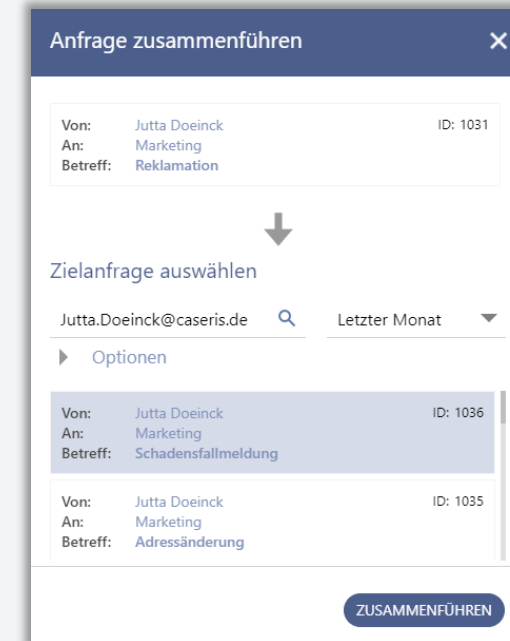 Anfrage zusammenführen
Von: Jutta Doeinck ID: 1031
An: Marketing
Betreff: Reklamation
Zielanfrage auswählen
Jutta.Doeinck@caseris.de Letzter Monat
Optionen
Von: Jutta Doeinck ID: 1036
An: Marketing
Betreff: Schadensfallmeldung
Von: Jutta Doeinck ID: 1035
An: Marketing
Betreff: Adressänderung
ZUSAMMENFÜHREN